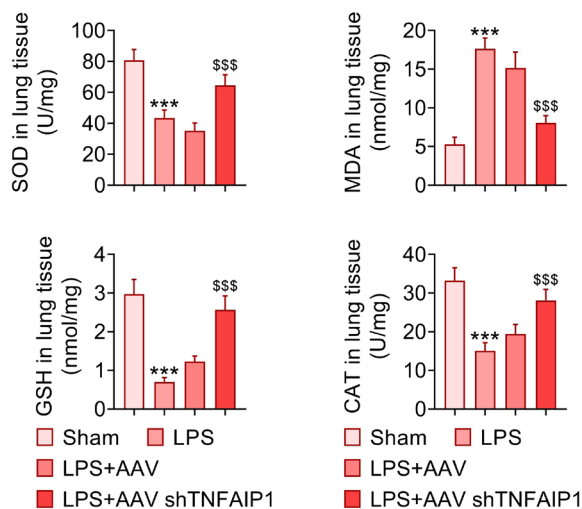 SOD in lung tissue
(U/mg)
100
80
60
40
20
0
***
$$$
MDA in lung tissue
(nmol/mg)
20
15
10
5
0
***
$$$
GSH in lung tissue
(nmol/mg)
4
3
2
1
0
***
$$$
CAT in lung tissue
(U/mg)
40
30
20
10
0
***
$$$
Sham LPS
LPS+AAV
LPS+AAV shTNFAIP1
Sham LPS
LPS+AAV
LPS+AAV shTNFAIP1